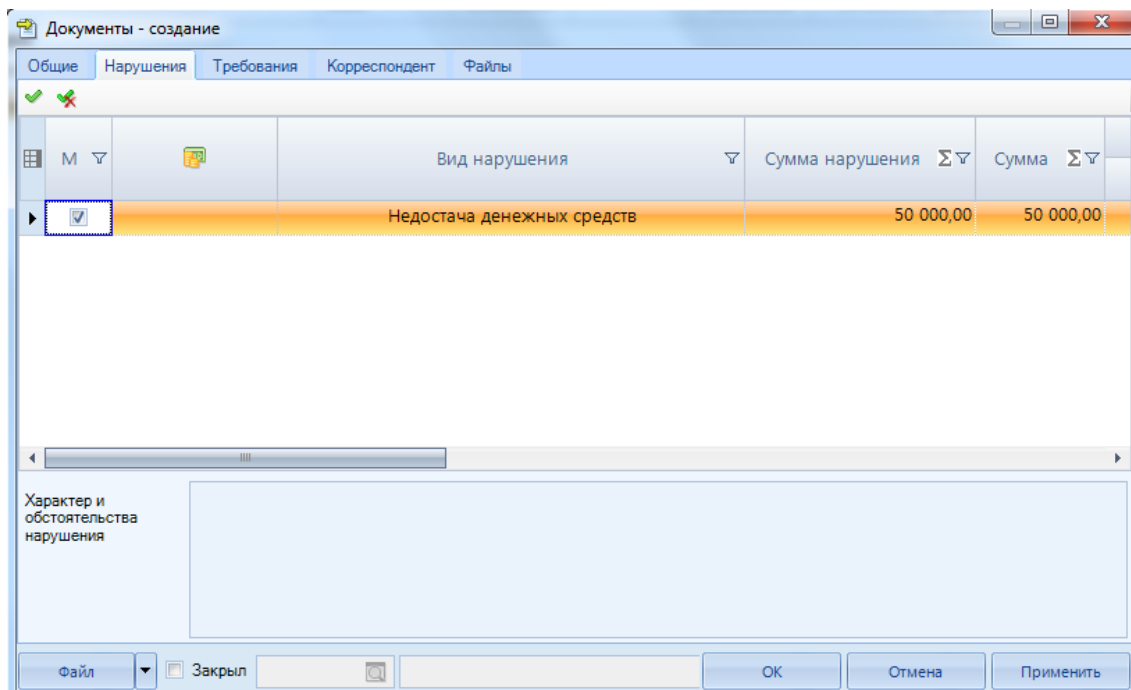 Документы - создание
Общие Нарушения Требования Корреспондент Файлы
М Вид нарушения Сумма нарушения Σ Сумма Σ
Недостача денежных средств 50 000,00 50 000,00
Характер и
обстоятельства
нарушения
Файл Закрыл ОК Отмена Применить